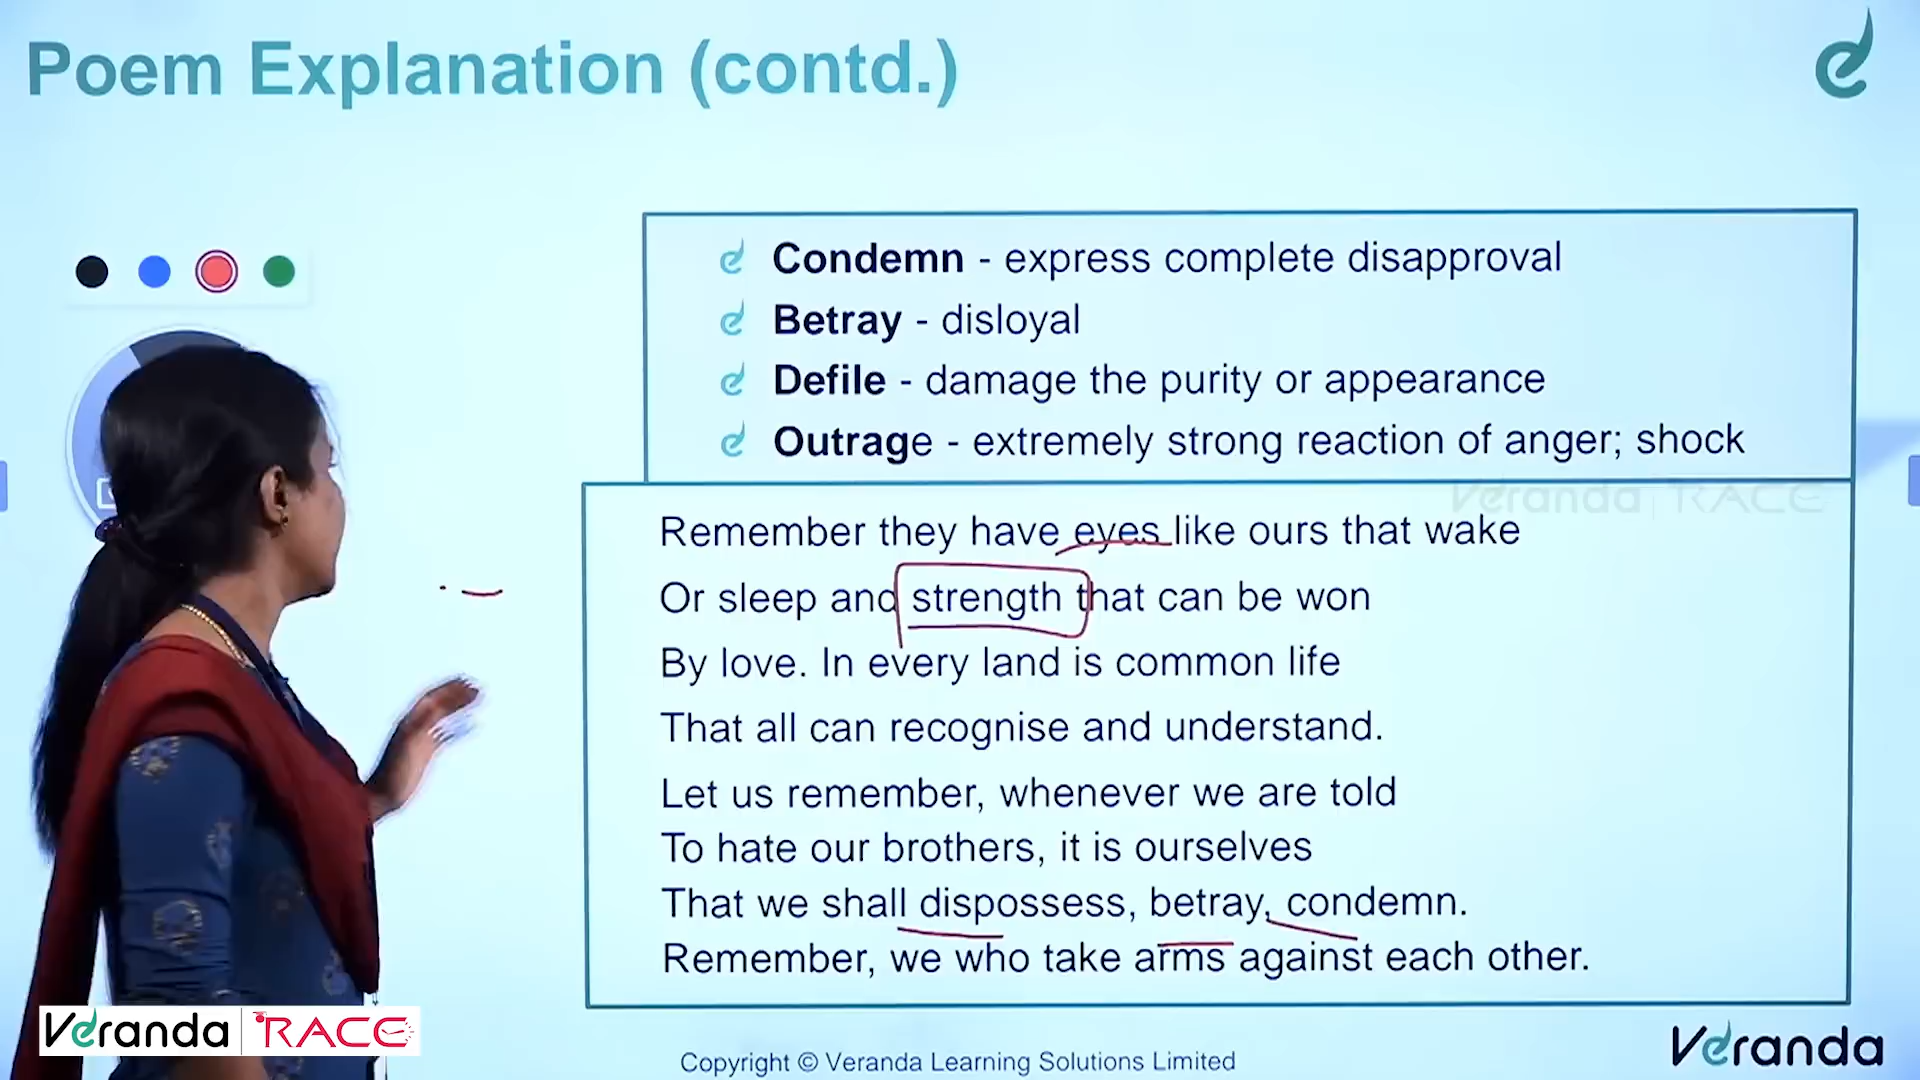 Poem Explanation (contd.)
Condemn - express complete disapproval
Betray - disloyal
Defile - damage the purity or appearance
Outrage - extremely strong reaction of anger; shock
Veranda RACE
Remember they have eyes like ours that wake
Or sleep and strength that can be won
By love. In every land is common life
That all can recognise and understand.
Let us remember, whenever we are told
To hate our brothers, it is ourselves
That we shall dispossess, betray, condemn.
Remember, we who take arms against each other.
Veranda RACE
Copyright © Veranda Learning Solutions Limited
Veranda